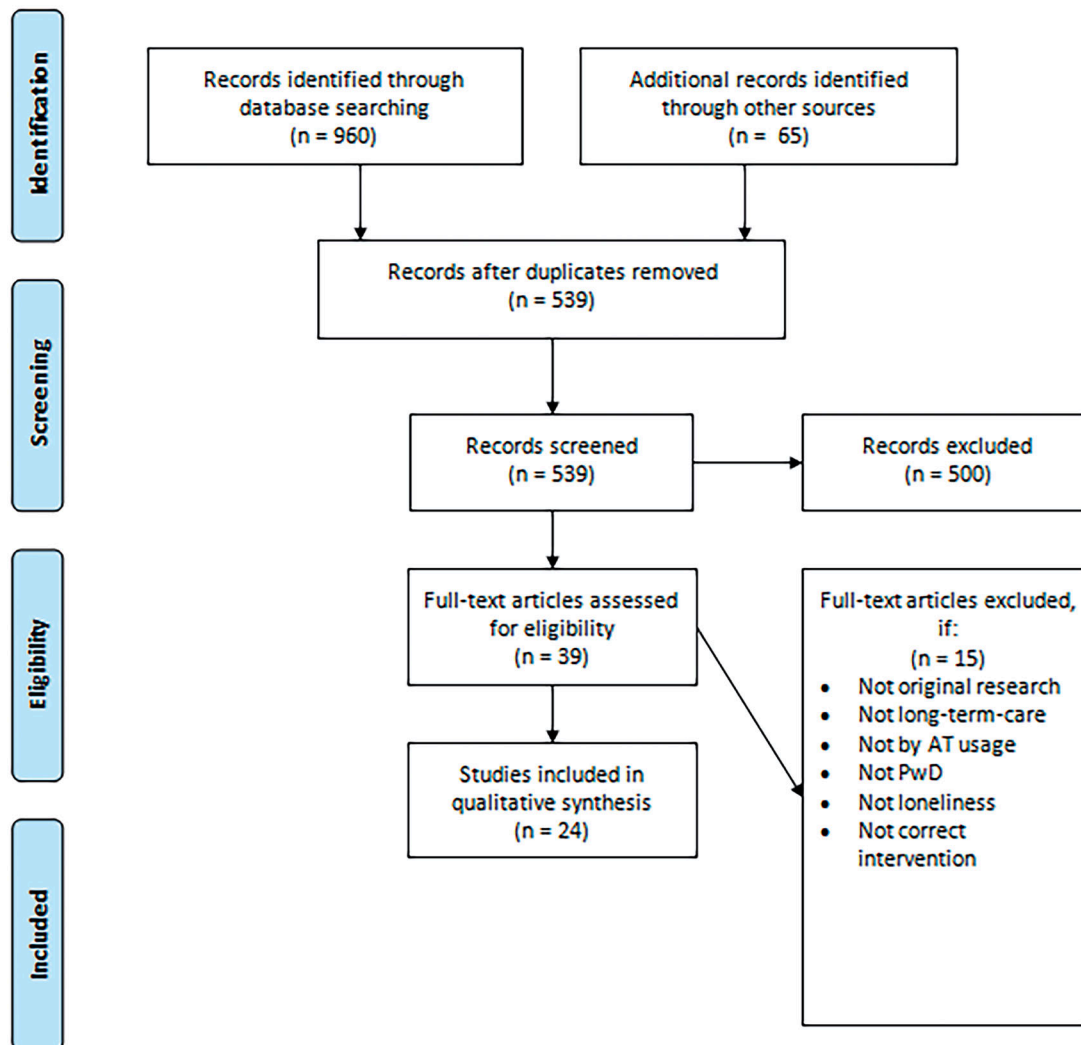 Identification
Records identified through
database searching
(n = 960)
Additional records identified
through other sources
(n = 65)
Records after duplicates removed
(n = 539)
Screening
Records screened
(n = 539)
Records excluded
(n = 500)
Eligibility
Full-text articles assessed
for eligibility
(n = 39)
Full-text articles excluded,
if:
(n = 15)
• Not original research
• Not long-term-care
• Not by AT usage
• Not PwD
• Not loneliness
• Not correct
intervention
Studies included in
qualitative synthesis
(n = 24)
Included